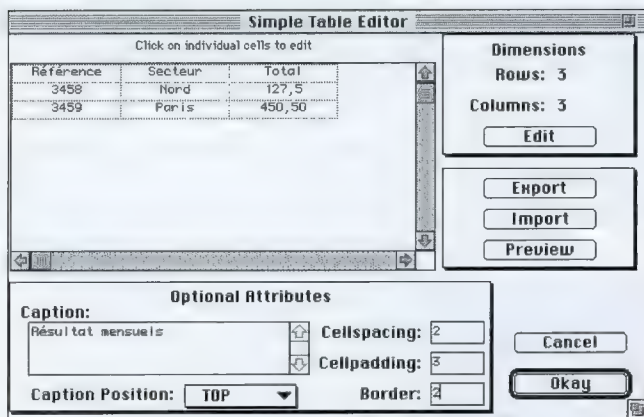 Simple Table Editor
Click on individual cells to edit
Référence Secteur Total
3458 Nord 127,5
3459 Paris 450,50
Dimensions
Rows: 3
Columns: 3
Edit
Export
Import
Preview
Optional Attributes
Caption:
Résultat mensuels
Cellspacing: 2
Cellpadding: 3
Caption Position: TOP
Border: 2
Cancel
Okay